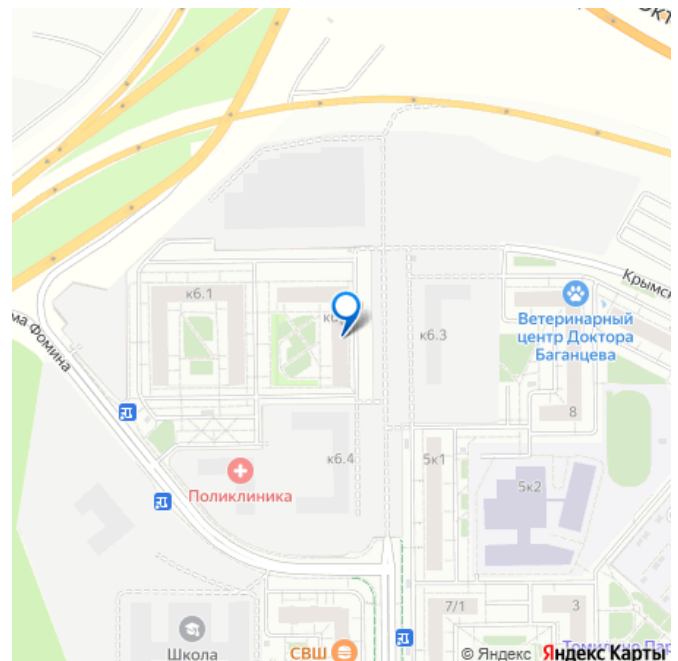 к6.1
к6.3
Крымск
Ветеринарный
центр Доктора
Баганцева
ма Фомина
8
к6.4
5к1
5к2
Поликлиника
7/1
3
Школа
СВШ
© Яндекс
Яндекс Карты